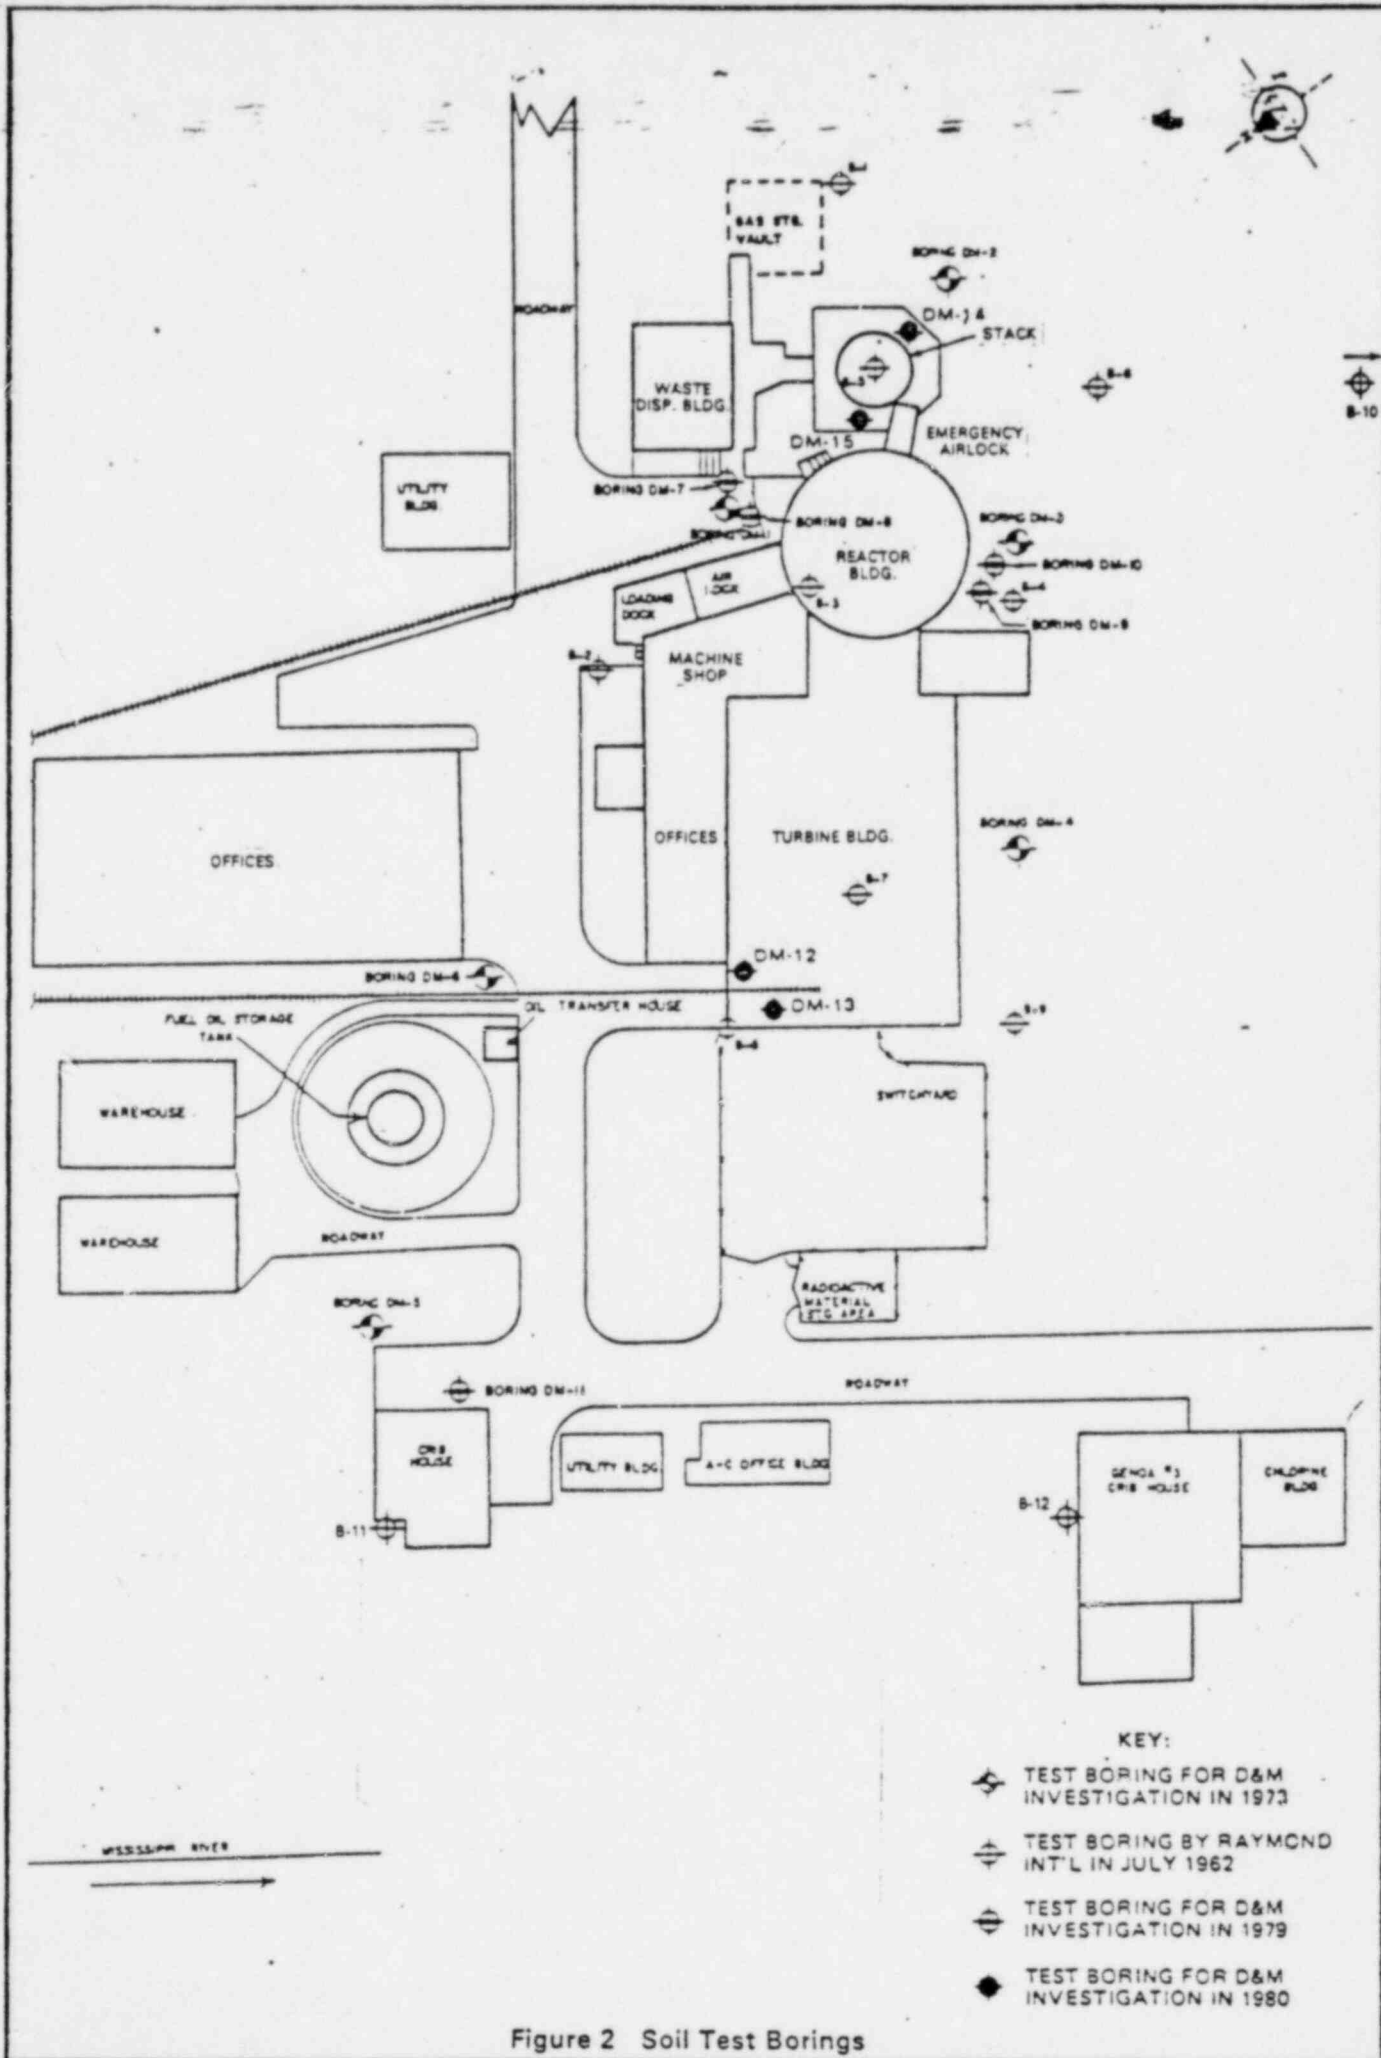 GAS STG.
VAULT
BORING DM-2
DM-14
STACK
ROADWAY
B-10
WASTE
DISP. BLDG.
DM-15
EMERGENCY
AIRLOCK
UTILITY
BLDG.
BORING DM-7
BORING DM-8
BORING DM-3
REACTOR
BLDG.
BORING DM-10
AIR
LOCK
LOADING
DOCK
B-3
B-4
BORING DM-9
B-2
MACHINE
SHOP
BORING DM-4
OFFICES
OFFICES
TURBINE BLDG.
B-7
DM-12
BORING DM-6
OIL TRANSFER HOUSE
DM-13
FUEL OIL STORAGE
TANK
B-9
SWITCHYARD
WAREHOUSE
WAREHOUSE
ROADWAY
RADIOACTIVE
MATERIAL
STG AREA
BORING DM-5
BORING DM-11
ROADWAY
CRIB
HOUSE
UTILITY BLDG
A-C OFFICE BLDG
GENOA #3
CRIB HOUSE
CHLORINE
BLDG
B-11
B-12
KEY:
TEST BORING FOR D&M
INVESTIGATION IN 1973
TEST BORING BY RAYMOND
INT'L IN JULY 1962
TEST BORING FOR D&M
INVESTIGATION IN 1979
TEST BORING FOR D&M
INVESTIGATION IN 1980
MISSISSIPPI RIVER
Figure 2 Soil Test Borings